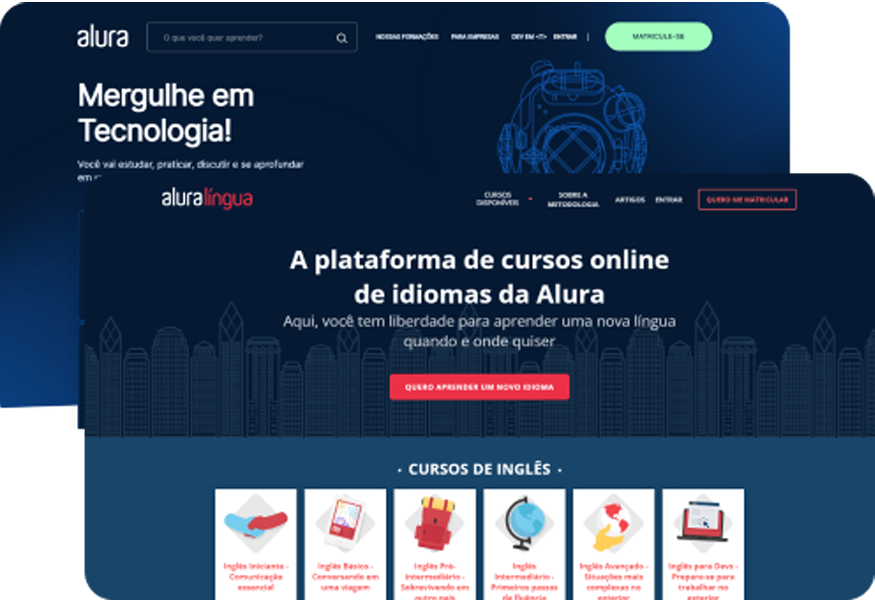 alura
O que você quer aprender?
NOSSAS FORMAÇÕES PARA EMPRESAS DEV EM <T> ENTRAR |
MATRICULE-SE
Mergulhe em
Tecnologia!
Você vai estudar, praticar, discutir e se aprofundar
em
aluralíngua
CURSOS
DISPONÍVEIS
SOBRE A
METODOLOGIA
ARTIGOS
ENTRAR
QUERO ME MATRICULAR
A plataforma de cursos online
de idiomas da Alura
Aqui, você tem liberdade para aprender uma nova língua
quando e onde quiser
QUERO APRENDER UM NOVO IDIOMA
· CURSOS DE INGLÊS ·
Inglês Iniciante -
Comunicação
essencial
Inglês Básico -
Conversando em
uma viagem
Inglês Pré-
Intermediário -
Sobrevivendo em
outro país
Inglês
Intermediário -
Primeiros passos
da fluência
Inglês Avançado -
Situações mais
complexas no
exterior
Inglês para Devs -
Prepare-se para
trabalhar no
exterior